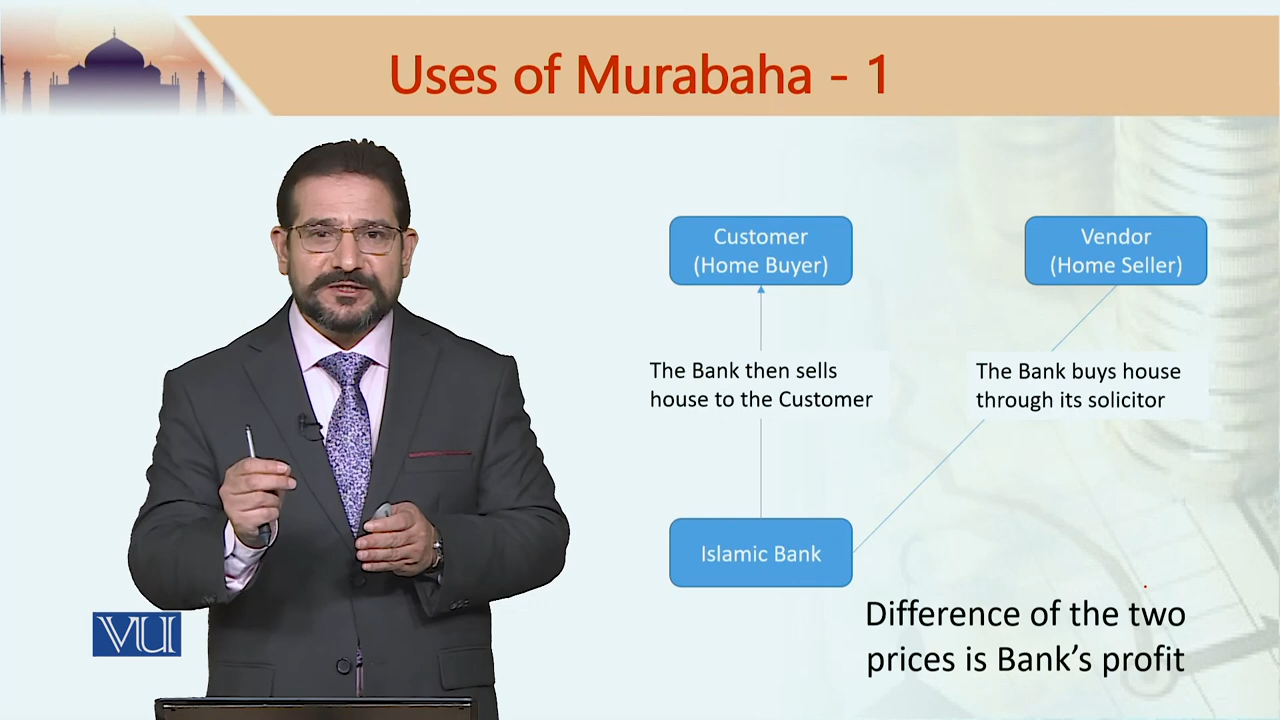 Uses of Murabaha - 1
Customer
(Home Buyer)
Vendor
(Home Seller)
The Bank then sells
house to the Customer
The Bank buys house
through its solicitor
Islamic Bank
Difference of the two
prices is Bank’s profit
VU